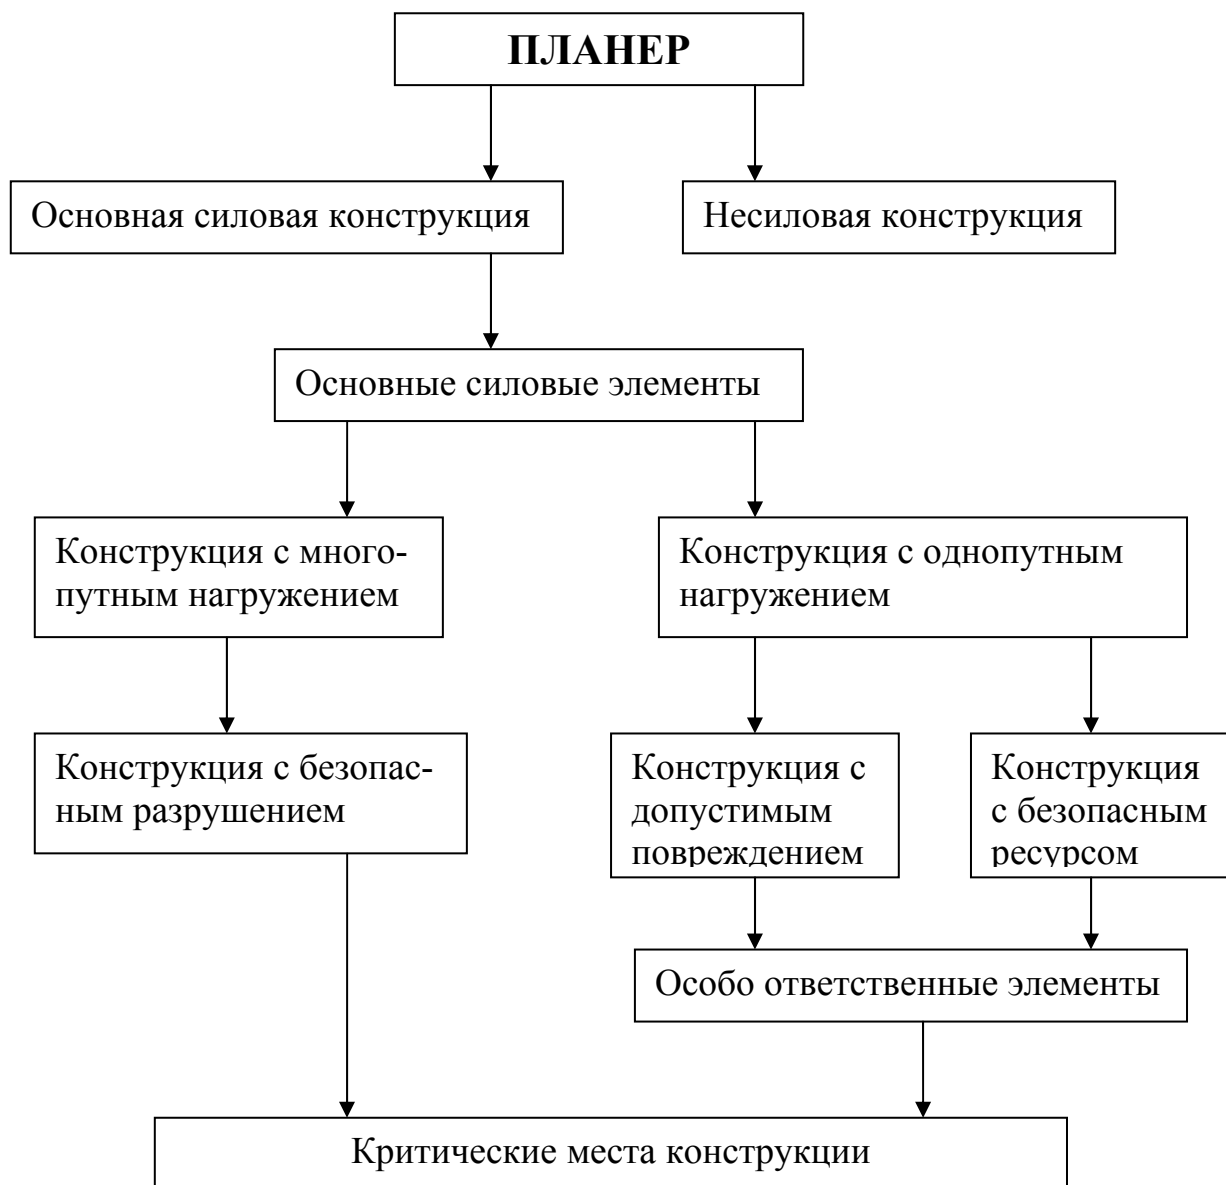 ПЛАНЕР
Основная силовая конструкция
Несиловая конструкция
Основные силовые элементы
Конструкция с много-
путным нагружением
Конструкция с однопутным
нагружением
Конструкция с безопас-
ным разрушением
Конструкция с
допустимым
повреждением
Конструкция
с безопасным
ресурсом
Особо ответственные элементы
Критические места конструкции